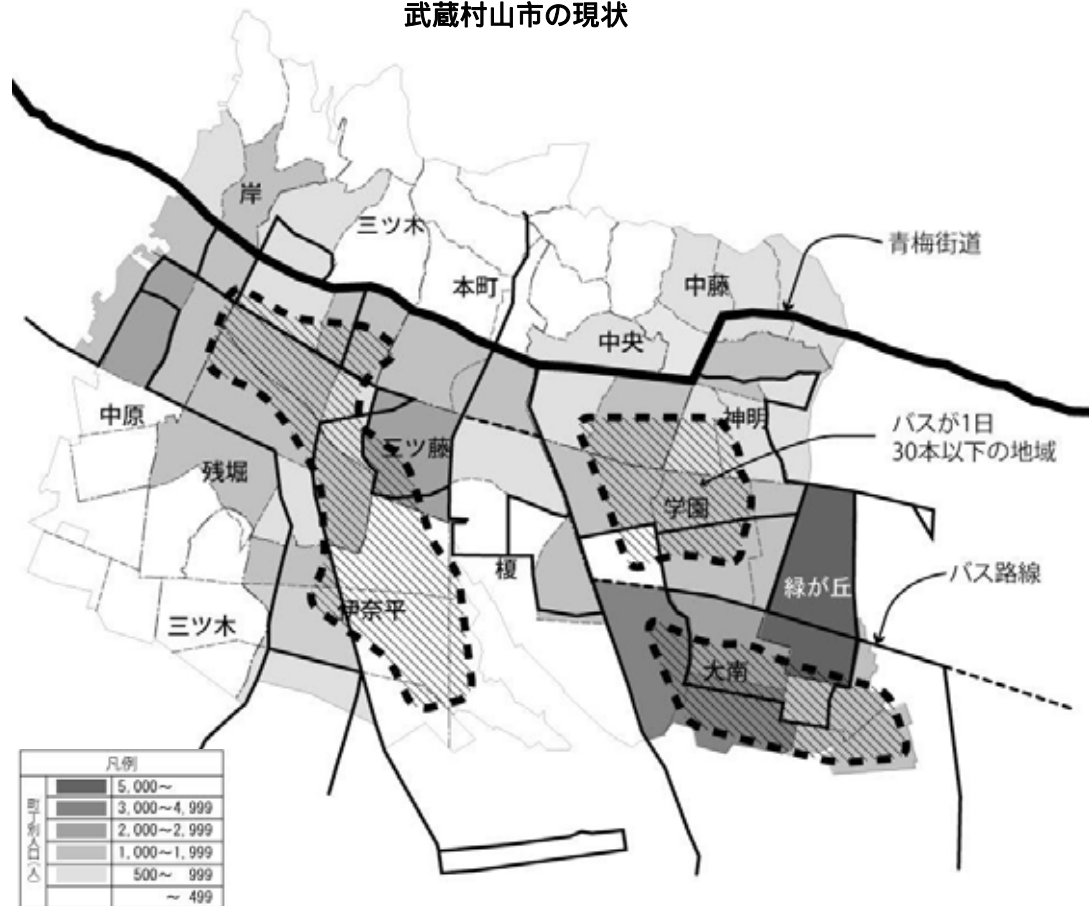 武蔵村山市の現状
岸
三ツ木
青梅街道
本町
中藤
中央
中原
神明
バスが1日
30本以下の地域
三ツ藤
残堀
学園
榎
緑が丘
バス路線
伊奈平
三ツ木
大南
凡例
町丁別人口(人)
5,000～
3,000～4,999
2,000～2,999
1,000～1,999
500～ 999
～ 499